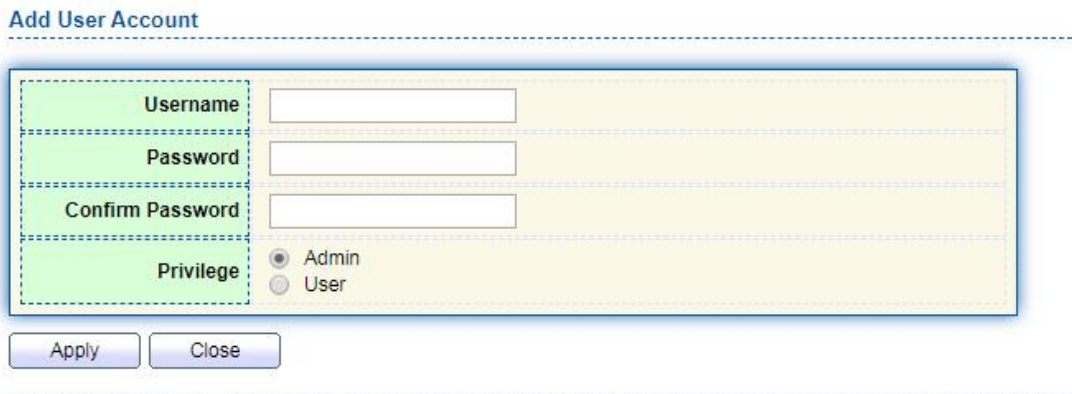 Add User Account
Username
Password
Confirm Password
Privilege
Admin
User
Apply
Close